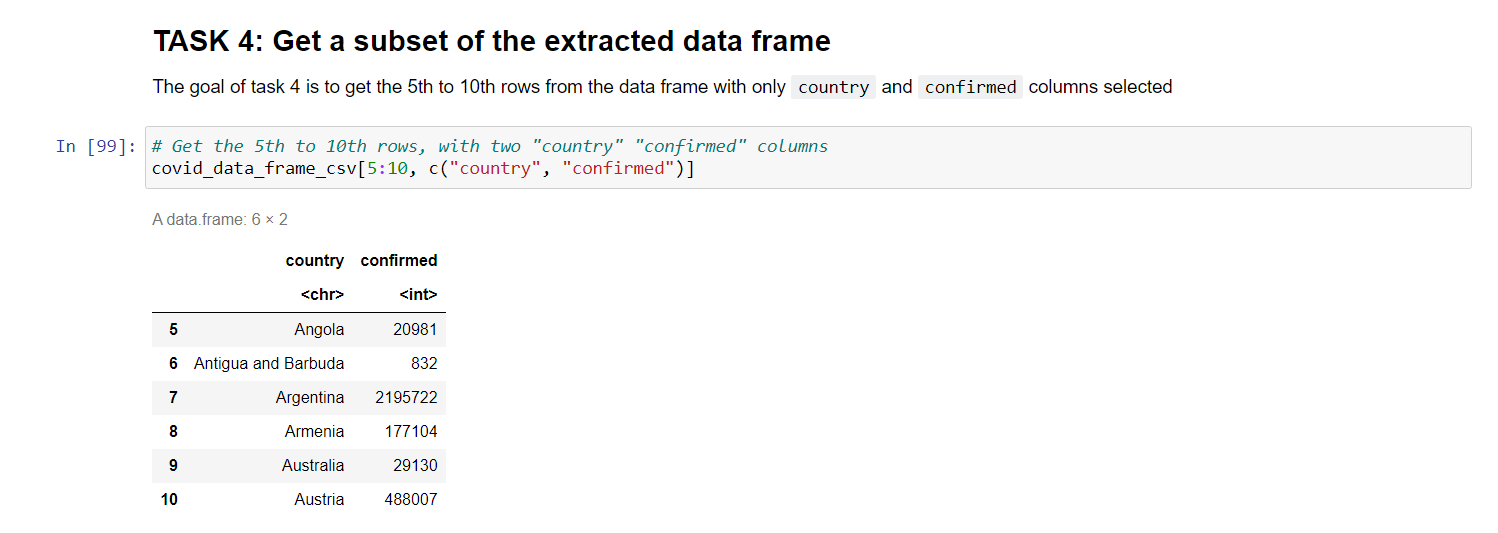 TASK 4: Get a subset of the extracted data frame
The goal of task 4 is to get the 5th to 10th rows from the data frame with only country and confirmed columns selected
In [99]: # Get the 5th to 10th rows, with two "country" "confirmed" columns
covid_data_frame_csv[5:10, c("country", "confirmed")]
A data.frame: 6 × 2
country confirmed
<chr> <int>
5 Angola 20981
6 Antigua and Barbuda 832
7 Argentina 2195722
8 Armenia 177104
9 Australia 29130
10 Austria 488007